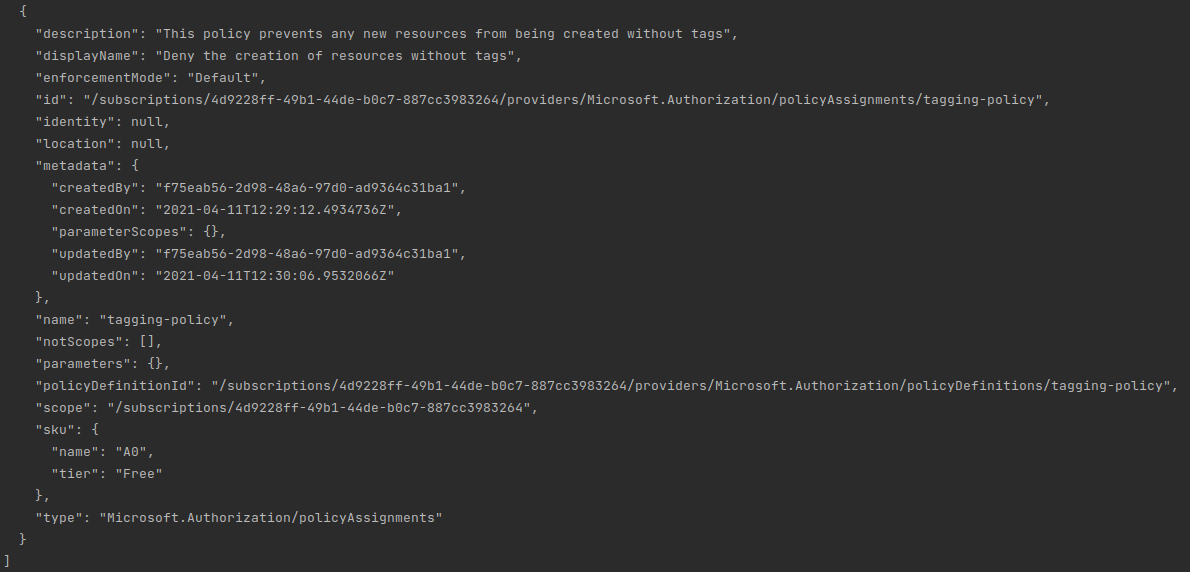 {
"description": "This policy prevents any new resources from being created without tags",
"displayName": "Deny the creation of resources without tags",
"enforcementMode": "Default",
"id": "/subscriptions/4d9228ff-49b1-44de-b0c7-887cc3983264/providers/Microsoft.Authorization/policyAssignments/tagging-policy",
"identity": null,
"location": null,
"metadata": {
"createdBy": "f75eab56-2d98-48a6-97d0-ad9364c31ba1",
"createdOn": "2021-04-11T12:29:12.4934736Z",
"parameterScopes": {},
"updatedBy": "f75eab56-2d98-48a6-97d0-ad9364c31ba1",
"updatedOn": "2021-04-11T12:30:06.9532066Z"
},
"name": "tagging-policy",
"notScopes": [],
"parameters": {},
"policyDefinitionId": "/subscriptions/4d9228ff-49b1-44de-b0c7-887cc3983264/providers/Microsoft.Authorization/policyDefinitions/tagging-policy",
"scope": "/subscriptions/4d9228ff-49b1-44de-b0c7-887cc3983264",
"sku": {
"name": "A0",
"tier": "Free"
},
"type": "Microsoft.Authorization/policyAssignments"
}
]